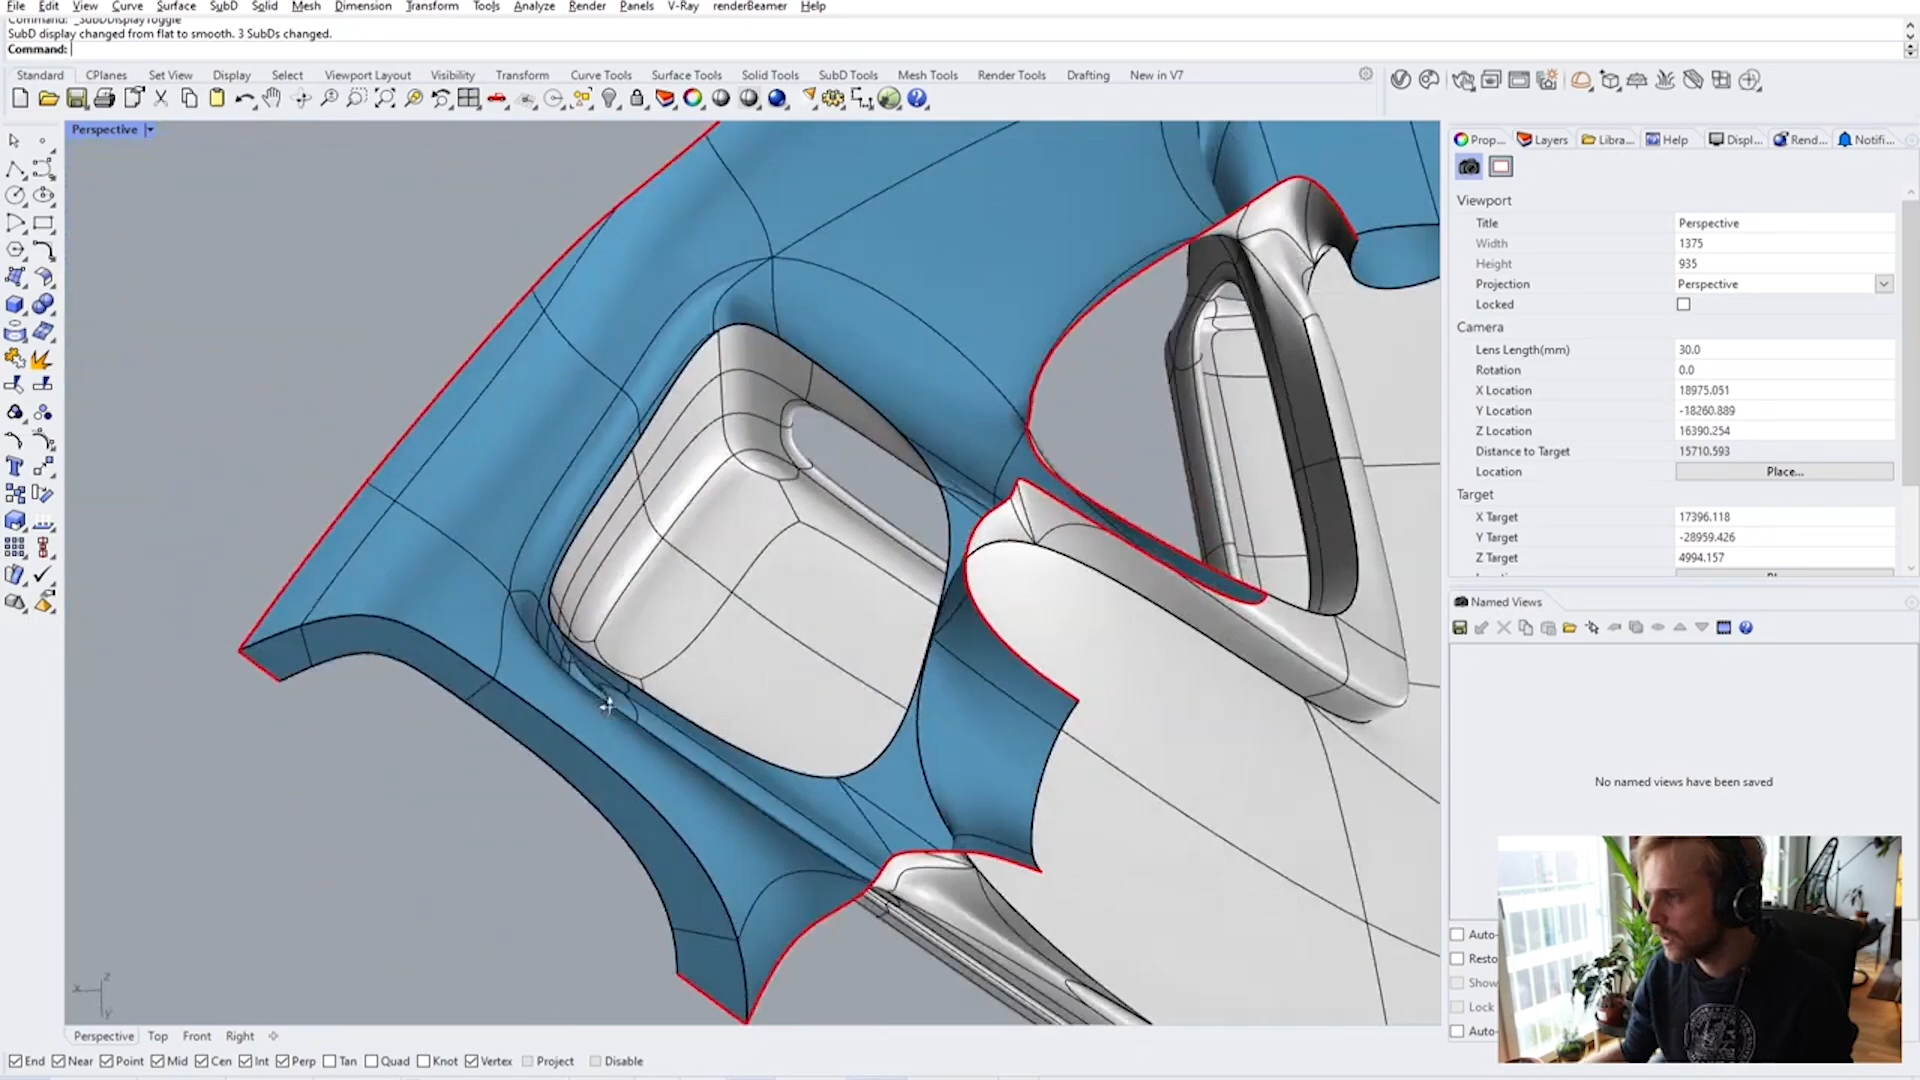 File Edit View Curve Surface SubD Solid Mesh Dimension Transform Tools Analyze Render Panels V-Ray renderBeamer Help
Command: _SubDDisplayToggle
SubD display changed from flat to smooth. 3 SubDs changed.
Command:
Standard CPlanes Set View Display Select Viewport Layout Visibility Transform Curve Tools Surface Tools Solid Tools SubD Tools Mesh Tools Render Tools Drafting New in V7
Perspective
Prop... Layers Libra... Help Displ... Rend... Notifi...
Viewport
Title Perspective
Width 1375
Height 935
Projection Perspective
Locked
Camera
Lens Length(mm) 30.0
Rotation 0.0
X Location 18975.051
Y Location -18260.889
Z Location 16390.254
Distance to Target 15710.593
Location Place...
Target
X Target 17396.118
Y Target -28959.426
Z Target 4994.157
Named Views
No named views have been saved
Auto-
Resto
Show
Lock
Auto-
z
x
y
Perspective Top Front Right
End Near Point Mid Cen Int Perp Tan Quad Knot Vertex Project Disable